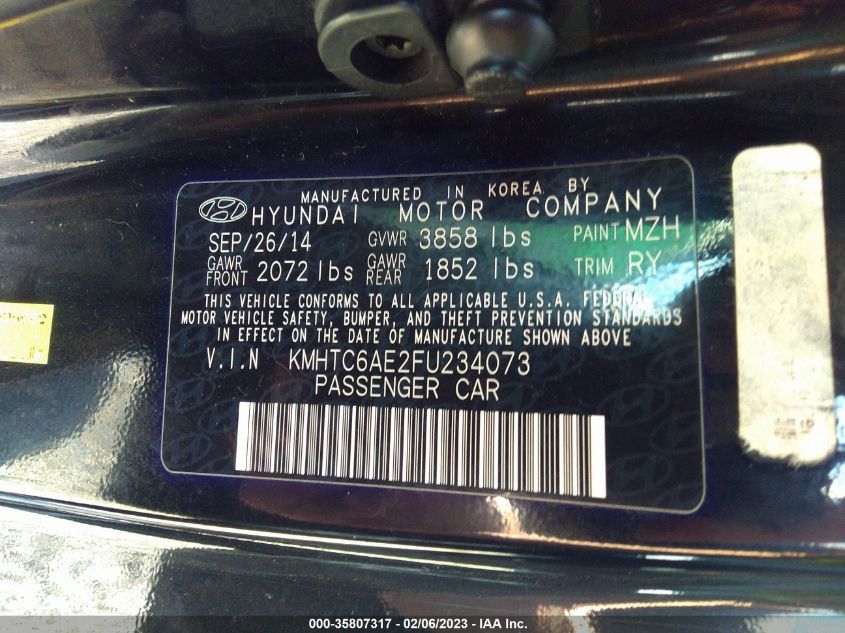 MANUFACTURED IN KOREA BY
HYUNDAI MOTOR COMPANY
SEP/26/14 GVWR 3858 lbs PAINT MZH
GAWR FRONT 2072 lbs GAWR REAR 1852 lbs TRIM RY
THIS VEHICLE CONFORMS TO ALL APPLICABLE U.S.A. FEDERAL
MOTOR VEHICLE SAFETY, BUMPER, AND THEFT PREVENTION STANDARDS
IN EFFECT ON THE DATE OF MANUFACTURE SHOWN ABOVE
V.I.N KMHTC6AE2FU234073
PASSENGER CAR
000-35807317 - 02/06/2023 - IAA Inc.